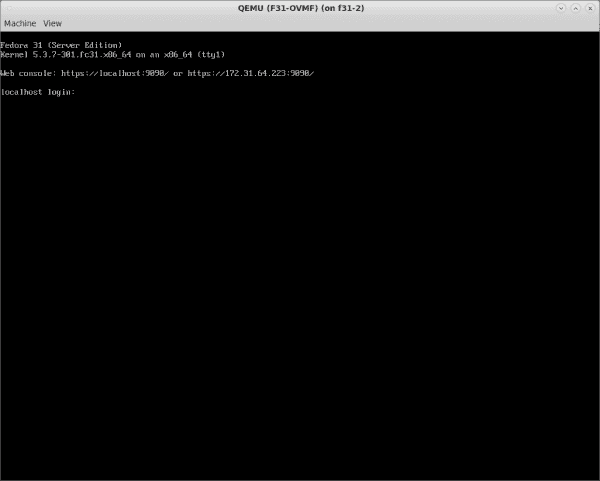 QEMU (F31-OVMF) (on f31-2)
Machine View
Fedora 31 (Server Edition)
Kernel 5.3.7-301.fc31.x86_64 on an x86_64 (tty1)
Web console: https://localhost:9090/ or https://172.31.64.223:9090/
localhost login: